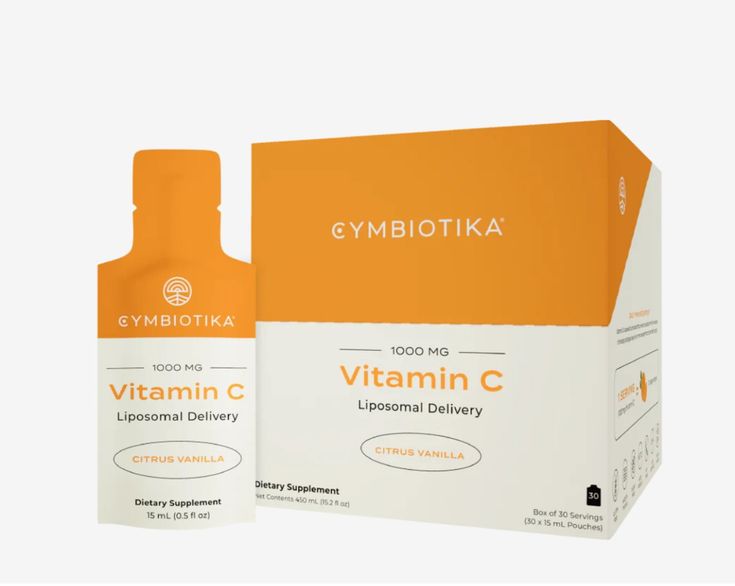 CYMBIOTIKA
1000 MG
Vitamin C
Liposomal Delivery
CITRUS VANILLA
Dietary Supplement
15 mL (0.5 fl oz)
CYMBIOTIKA®
1000 MG
Vitamin C
Liposomal Delivery
CITRUS VANILLA
Dietary Supplement
Net Contents 450 mL (15.2 fl oz)
30
Box of 30 Servings
(30 x 15 mL Pouches)
1 SERVING